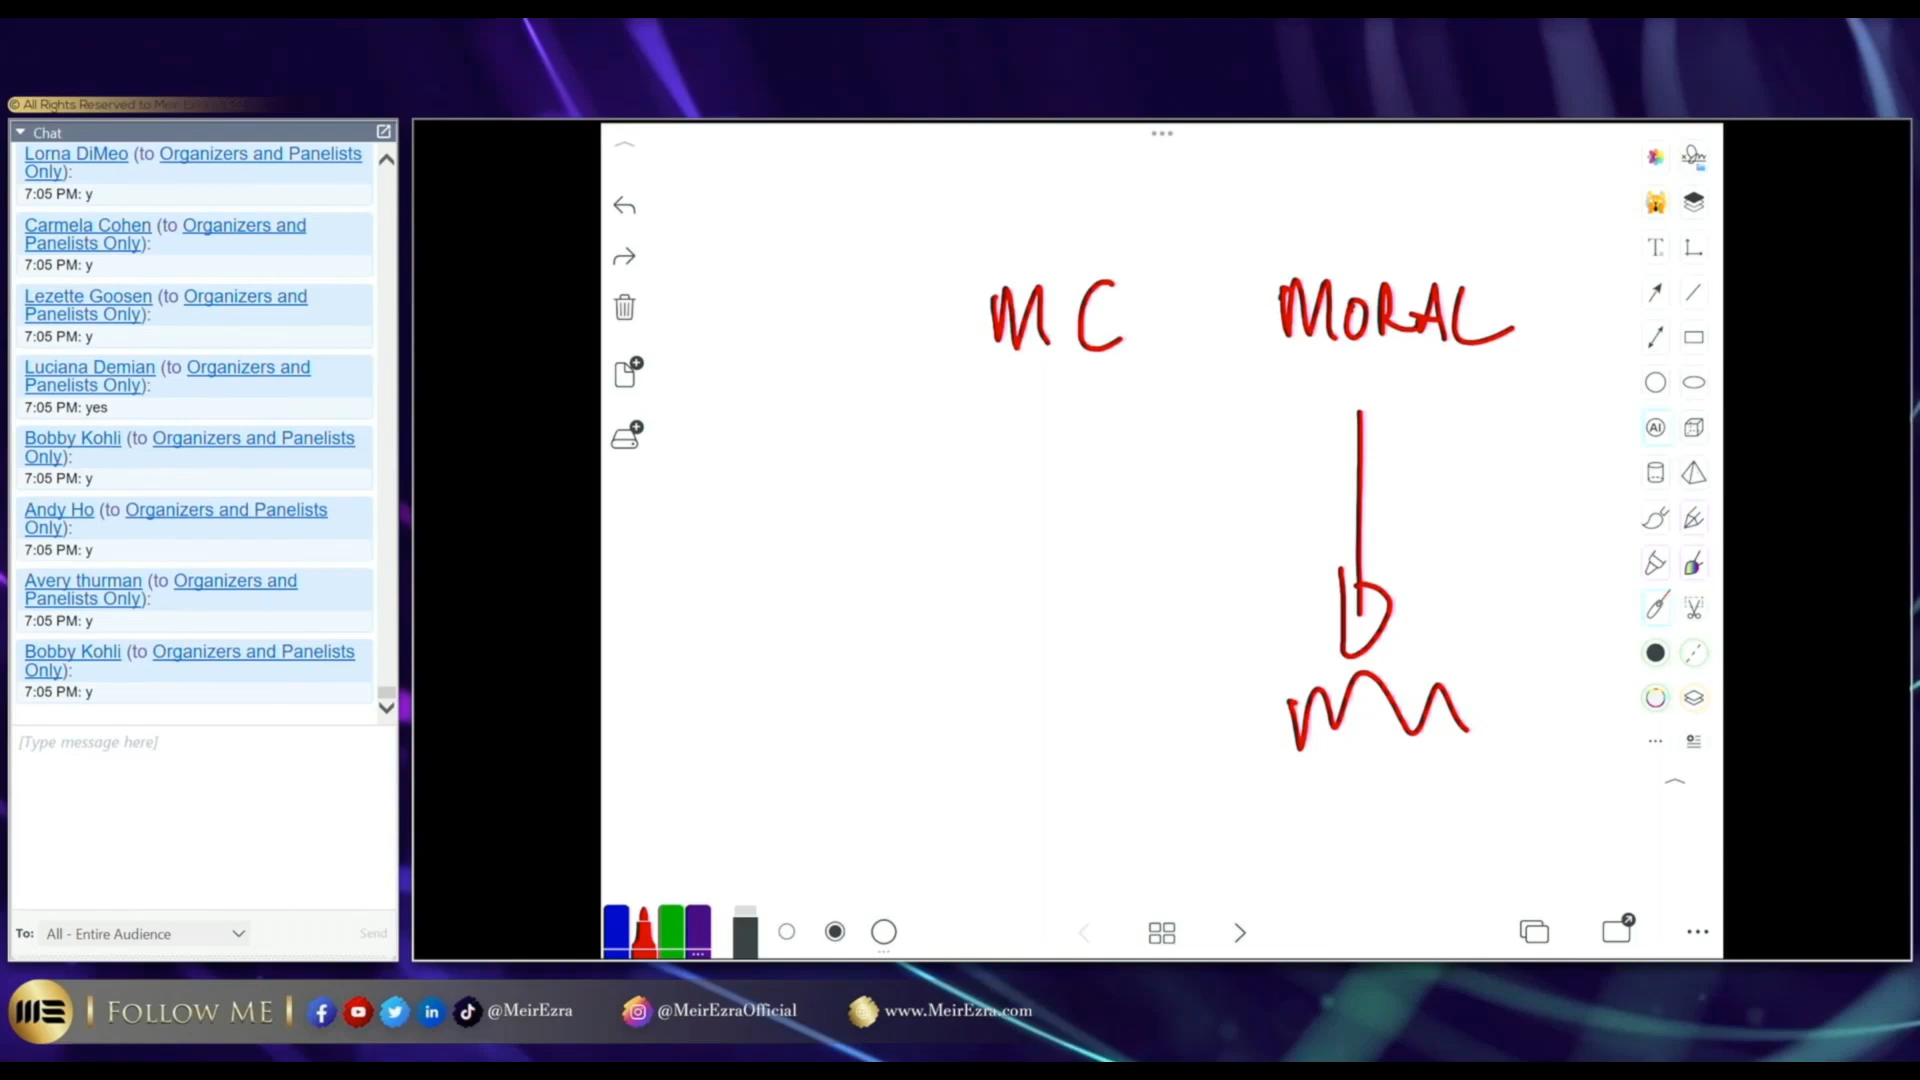 © All Rights Reserved to Meir Ezra
Chat
Lorna DiMeo (to Organizers and Panelists
Only):
7:05 PM: y
Carmela Cohen (to Organizers and
Panelists Only):
7:05 PM: y
Lezette Goosen (to Organizers and
Panelists Only):
7:05 PM: y
Luciana Demian (to Organizers and
Panelists Only):
7:05 PM: yes
Bobby Kohli (to Organizers and Panelists
Only):
7:05 PM: y
Andy Ho (to Organizers and Panelists
Only):
7:05 PM: y
Avery thurman (to Organizers and
Panelists Only):
7:05 PM: y
Bobby Kohli (to Organizers and Panelists
Only):
7:05 PM: y
[Type message here]
To: All - Entire Audience
Send
MC MORAL
T
AI
ME FOLLOW ME @MeirEzra @MeirEzraOfficial www.MeirEzra.com